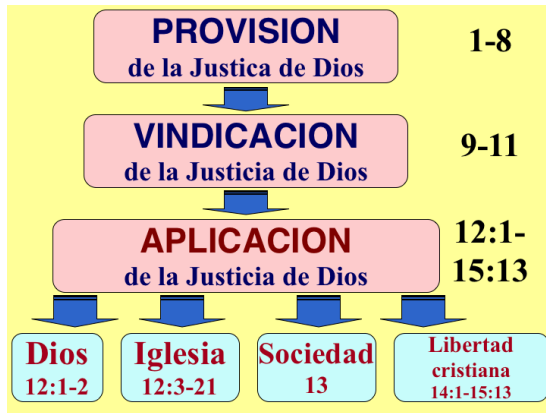 PROVISION
de la Justica de Dios
1-8
VINDICACION
de la Justicia de Dios
9-11
APLICACION
de la Justicia de Dios
12:1-
15:13
Dios
12:1-2
Iglesia
12:3-21
Sociedad
13
Libertad
cristiana
14:1-15:13